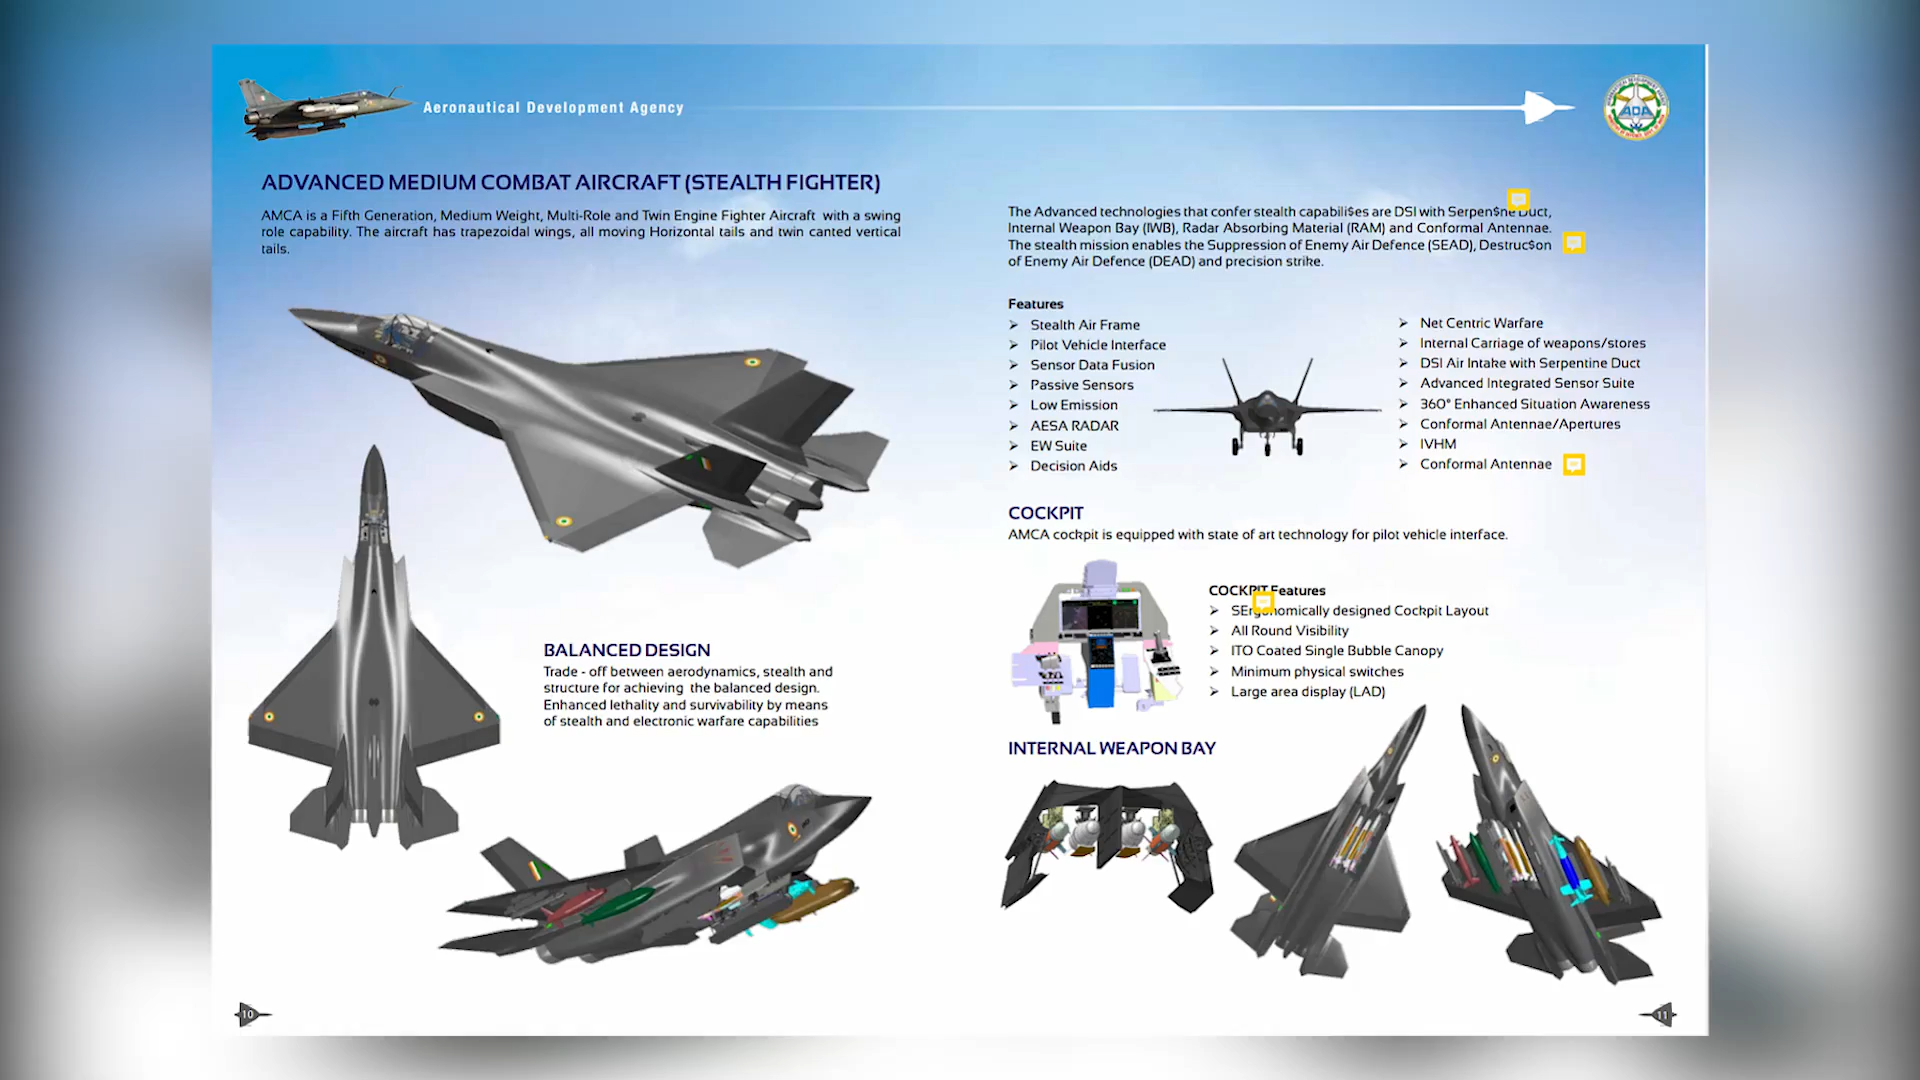 Aeronautical Development Agency
ADA
ADVANCED MEDIUM COMBAT AIRCRAFT (STEALTH FIGHTER)
AMCA is a Fifth Generation, Medium Weight, Multi-Role and Twin Engine Fighter Aircraft with a swing
role capability. The aircraft has trapezoidal wings, all moving Horizontal tails and twin canted vertical
tails.
BALANCED DESIGN
Trade - off between aerodynamics, stealth and
structure for achieving the balanced design.
Enhanced lethality and survivability by means
of stealth and electronic warfare capabilities
10
The Advanced technologies that confer stealth capabili$es are DSI with Serpen$ne Duct,
Internal Weapon Bay (IWB), Radar Absorbing Material (RAM) and Conformal Antennae.
The stealth mission enables the Suppression of Enemy Air Defence (SEAD), Destruc$on
of Enemy Air Defence (DEAD) and precision strike.
Features
➢ Stealth Air Frame
➢ Pilot Vehicle Interface
➢ Sensor Data Fusion
➢ Passive Sensors
➢ Low Emission
➢ AESA RADAR
➢ EW Suite
➢ Decision Aids
➢ Net Centric Warfare
➢ Internal Carriage of weapons/stores
➢ DSI Air Intake with Serpentine Duct
➢ Advanced Integrated Sensor Suite
➢ 360° Enhanced Situation Awareness
➢ Conformal Antennae/Apertures
➢ IVHM
➢ Conformal Antennae
COCKPIT
AMCA cockpit is equipped with state of art technology for pilot vehicle interface.
COCKPIT Features
➢ SErgonomically designed Cockpit Layout
➢ All Round Visibility
➢ ITO Coated Single Bubble Canopy
➢ Minimum physical switches
➢ Large area display (LAD)
INTERNAL WEAPON BAY
11